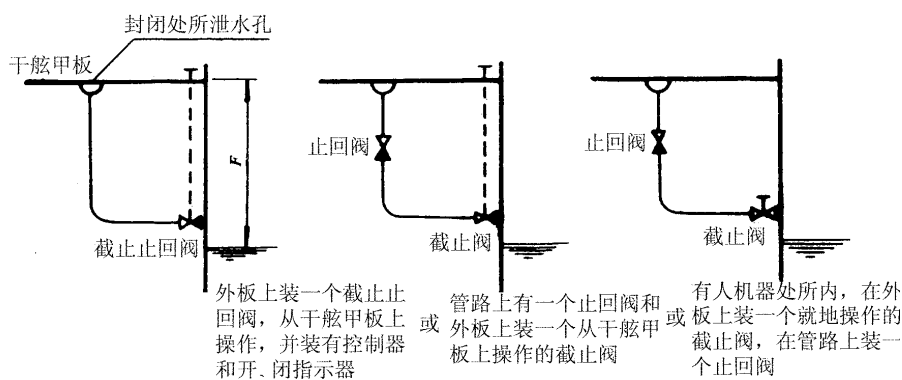 封闭处所泄水孔
干舷甲板
F
截止止回阀
止回阀
截止阀
止回阀
截止阀
外板上装一个截止止
回阀，从干舷甲板上
操作，并装有控制器
和开、闭指示器
或
管路上有一个止回阀和
外板上装一个从干舷甲
板上操作的截止阀
或
有人机器处所内，在外
板上装一个就地操作的
截止阀，在管路上装一
个止回阀